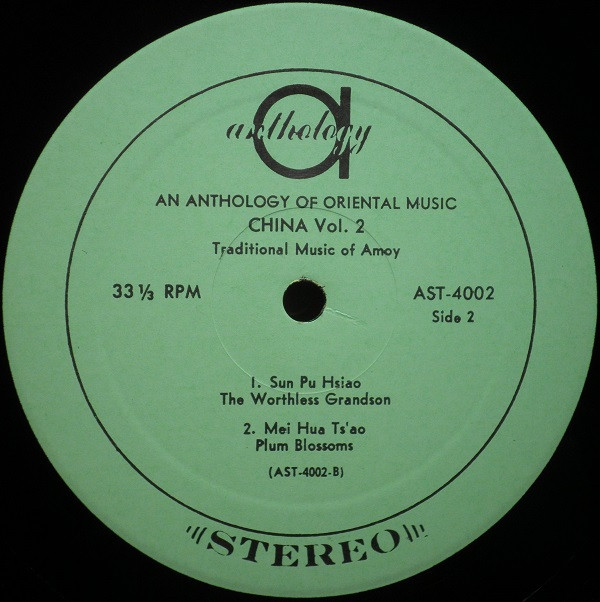 a
anthology
AN ANTHOLOGY OF ORIENTAL MUSIC
CHINA Vol. 2
Traditional Music of Amoy
33 1/3 RPM
AST-4002
Side 2
1. Sun Pu Hsiao
The Worthless Grandson
2. Mei Hua Ts'ao
Plum Blossoms
(AST-4002-B)
STEREO